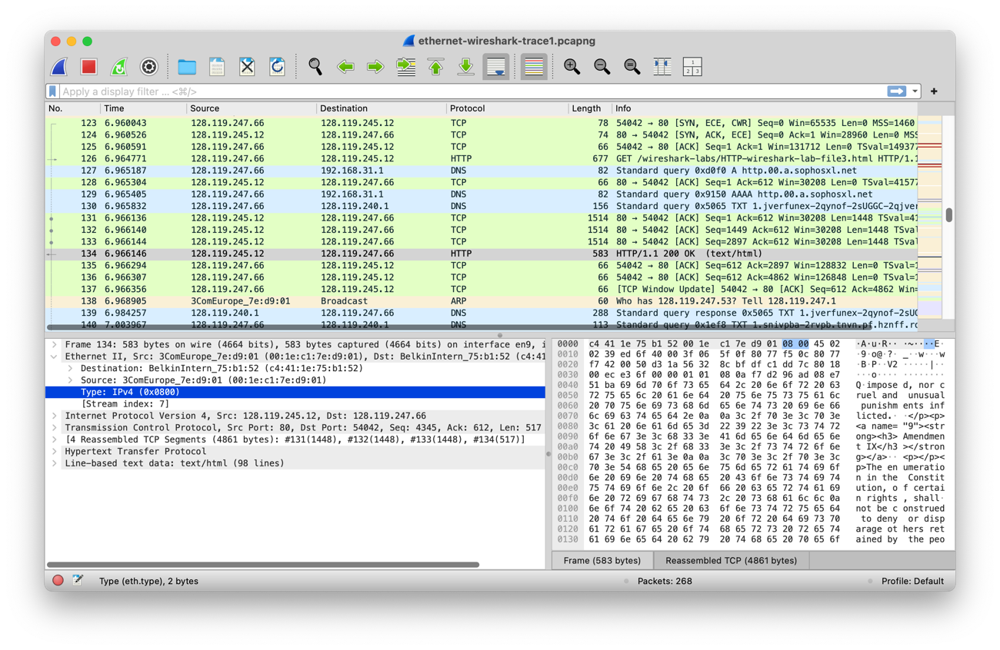 ethernet-wireshark-trace1.pcapng
1
2 3
Apply a display filter ... <⌘/>
+
No. Time Source Destination Protocol Length Info
123 6.960043 128.119.247.66 128.119.245.12 TCP 78 54042 → 80 [SYN, ECE, CWR] Seq=0 Win=65535 Len=0 MSS=1460
124 6.960526 128.119.245.12 128.119.247.66 TCP 74 80 → 54042 [SYN, ACK, ECE] Seq=0 Ack=1 Win=28960 Len=0 MSS
125 6.960591 128.119.247.66 128.119.245.12 TCP 66 54042 → 80 [ACK] Seq=1 Ack=1 Win=131712 Len=0 TSval=149377
126 6.964771 128.119.247.66 128.119.245.12 HTTP 677 GET /wireshark-labs/HTTP-wireshark-lab-file3.html HTTP/1.1
127 6.965187 128.119.247.66 192.168.31.1 DNS 82 Standard query 0xd0f0 A http.00.a.sophosxl.net
128 6.965304 128.119.245.12 128.119.247.66 TCP 66 80 → 54042 [ACK] Seq=1 Ack=612 Win=30208 Len=0 TSval=41577
129 6.965405 128.119.247.66 192.168.31.1 DNS 82 Standard query 0x9150 AAAA http.00.a.sophosxl.net
130 6.965832 128.119.247.66 128.119.240.1 DNS 156 Standard query 0x5065 TXT 1.jverfunex-2qynof-2sUGGC-2qjver
131 6.966136 128.119.245.12 128.119.247.66 TCP 1514 80 → 54042 [ACK] Seq=1 Ack=612 Win=30208 Len=1448 TSval=41
132 6.966140 128.119.245.12 128.119.247.66 TCP 1514 80 → 54042 [ACK] Seq=1449 Ack=612 Win=30208 Len=1448 TSval
133 6.966144 128.119.245.12 128.119.247.66 TCP 1514 80 → 54042 [ACK] Seq=2897 Ack=612 Win=30208 Len=1448 TSval
134 6.966146 128.119.245.12 128.119.247.66 HTTP 583 HTTP/1.1 200 OK (text/html)
135 6.966294 128.119.247.66 128.119.245.12 TCP 66 54042 → 80 [ACK] Seq=612 Ack=2897 Win=128832 Len=0 TSval=1
136 6.966307 128.119.247.66 128.119.245.12 TCP 66 54042 → 80 [ACK] Seq=612 Ack=4862 Win=126848 Len=0 TSval=1
137 6.966356 128.119.247.66 128.119.245.12 TCP 66 [TCP Window Update] 54042 → 80 [ACK] Seq=612 Ack=4862 Win=
138 6.968905 3ComEurope_7e:d9:01 Broadcast ARP 60 Who has 128.119.247.53? Tell 128.119.247.1
139 6.984257 128.119.240.1 128.119.247.66 DNS 288 Standard query response 0x5065 TXT 1.jverfunex-2qynof-2sUG
140 7.003967 128.119.247.66 128.119.240.1 DNS 113 Standard query 0x1ef8 TXT 1.snivpba-2rvpb.tnvn.pf.hznff.rq
Frame 134: 583 bytes on wire (4664 bits), 583 bytes captured (4664 bits) on interface en9, i
Ethernet II, Src: 3ComEurope_7e:d9:01 (00:1e:c1:7e:d9:01), Dst: BelkinIntern_75:b1:52 (c4:41
Destination: BelkinIntern_75:b1:52 (c4:41:1e:75:b1:52)
Source: 3ComEurope_7e:d9:01 (00:1e:c1:7e:d9:01)
Type: IPv4 (0x0800)
[Stream index: 7]
Internet Protocol Version 4, Src: 128.119.245.12, Dst: 128.119.247.66
Transmission Control Protocol, Src Port: 80, Dst Port: 54042, Seq: 4345, Ack: 612, Len: 517
[4 Reassembled TCP Segments (4861 bytes): #131(1448), #132(1448), #133(1448), #134(517)]
Hypertext Transfer Protocol
Line-based text data: text/html (98 lines)
0000 c4 41 1e 75 b1 52 00 1e c1 7e d9 01 08 00 45 02 ·A·u·R·· ·~····E·
0010 02 39 ed 6f 40 00 3f 06 5f 0f 80 77 f5 0c 80 77 ·9·o@·?· _··w···w
0020 f7 42 00 50 d3 1a 56 32 8c bf df c1 dd 7c 80 18 ·B·P··V2 ·····|··
0030 00 ec e3 6f 00 00 01 01 08 0a f7 d2 96 ad 08 e7 ···o···· ········
0040 51 ba 69 6d 70 6f 73 65 64 2c 20 6e 6f 72 20 63 Q·impose d, nor c
0050 72 75 65 6c 20 61 6e 64 20 75 6e 75 73 75 61 6c ruel and unusual
0060 20 70 75 6e 69 73 68 6d 65 6e 74 73 20 69 6e 66 punishm ents inf
0070 6c 69 63 74 65 64 2e 0a 0a 3c 2f 70 3e 3c 70 3e licted.· ·</p><p>
0080 3c 61 20 6e 61 6d 65 3d 22 39 22 3e 3c 73 74 72 <a name= "9"><str
0090 6f 6e 67 3e 3c 68 33 3e 41 6d 65 6e 64 6d 65 6e ong><h3> Amendmen
00a0 74 20 49 58 3c 2f 68 33 3e 3c 2f 73 74 72 6f 6e t IX</h3 ></stron
00b0 67 3e 3c 2f 61 3e 0a 0a 3c 70 3e 3c 2f 70 3e 3c g></a>·· <p></p><
00c0 70 3e 54 68 65 20 65 6e 75 6d 65 72 61 74 69 6f p>The en umeratio
00d0 6e 20 69 6e 20 74 68 65 20 43 6f 6e 73 74 69 74 n in the Constit
00e0 75 74 69 6f 6e 2c 20 6f 66 20 63 65 72 74 61 69 ution, o f certai
00f0 6e 20 72 69 67 68 74 73 2c 20 73 68 61 6c 6c 0a n rights , shall·
0100 6e 6f 74 20 62 65 20 63 6f 6e 73 74 72 75 65 64 not be c onstrued
0110 20 74 6f 20 64 65 6e 79 20 6f 72 20 64 69 73 70 to deny or disp
0120 61 72 61 67 65 20 6f 74 68 65 72 73 20 72 65 74 arage ot hers ret
0130 61 69 6e 65 64 20 62 79 20 74 68 65 20 70 65 6f ained by the peo
Frame (583 bytes) Reassembled TCP (4861 bytes)
Type (eth.type), 2 bytes Packets: 268 Profile: Default